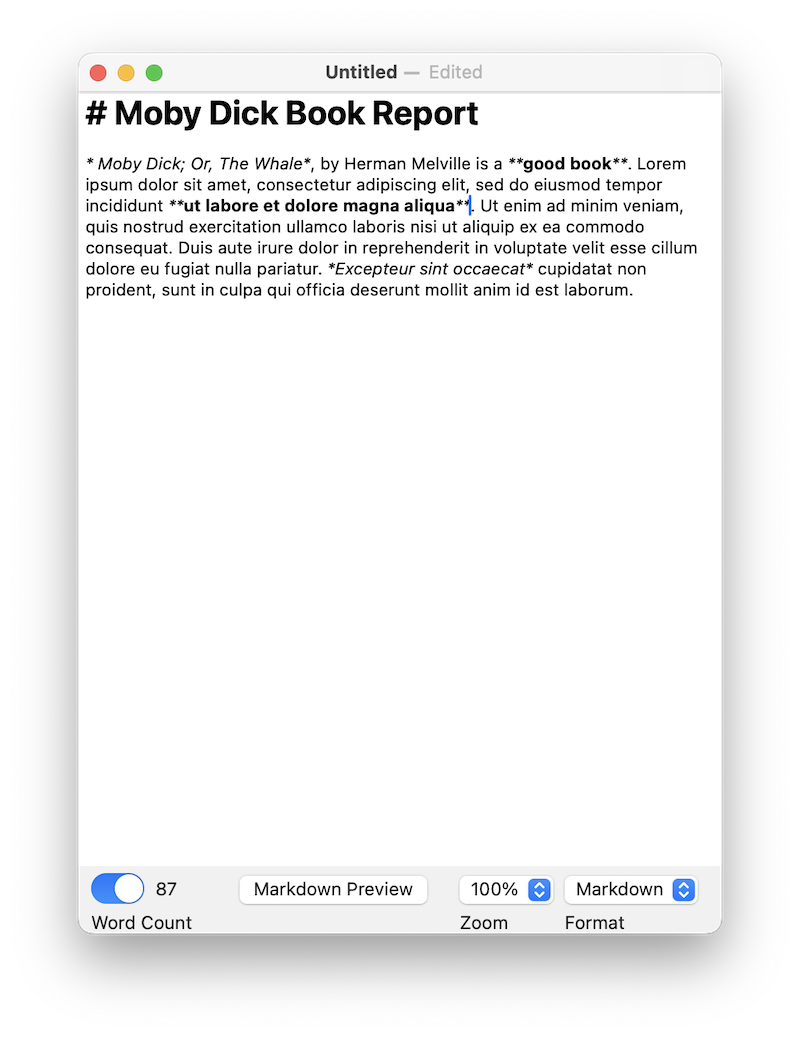 Untitled — Edited
# Moby Dick Book Report
* Moby Dick; Or, The Whale*, by Herman Melville is a **good book**. Lorem
ipsum dolor sit amet, consectetur adipiscing elit, sed do eiusmod tempor
incididunt **ut labore et dolore magna aliqua**. Ut enim ad minim veniam,
quis nostrud exercitation ullamco laboris nisi ut aliquip ex ea commodo
consequat. Duis aute irure dolor in reprehenderit in voluptate velit esse cillum
dolore eu fugiat nulla pariatur. *Excepteur sint occaecat* cupidatat non
proident, sunt in culpa qui officia deserunt mollit anim id est laborum.
87 Markdown Preview 100% Markdown
Word Count Zoom Format